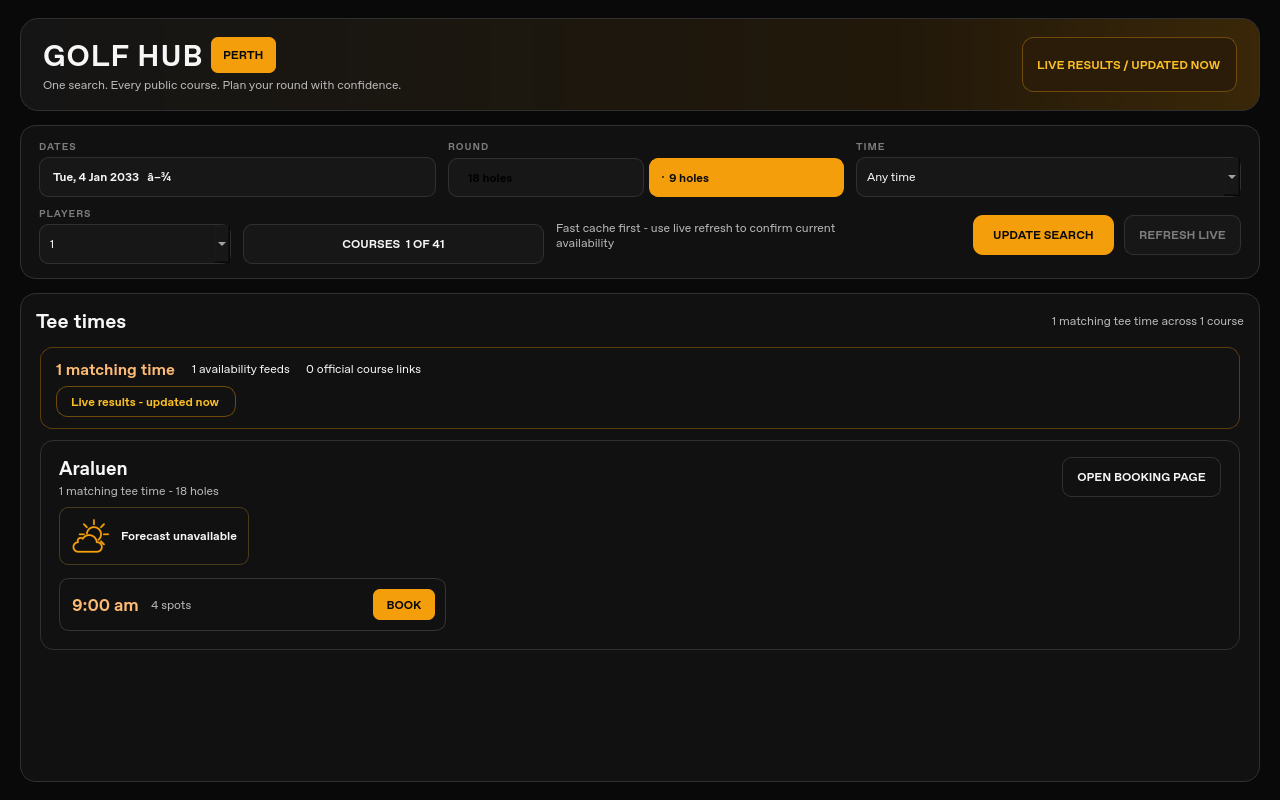 GOLF HUB PERTH
One search. Every public course. Plan your round with confidence.
LIVE RESULTS / UPDATED NOW
DATES
Tue, 4 Jan 2033 â–¾
ROUND
18 holes
· 9 holes
TIME
Any time
PLAYERS
1
COURSES 1 OF 41
Fast cache first - use live refresh to confirm current
availability
UPDATE SEARCH
REFRESH LIVE
Tee times
1 matching tee time across 1 course
1 matching time 1 availability feeds 0 official course links
Live results - updated now
Araluen
1 matching tee time - 18 holes
OPEN BOOKING PAGE
Forecast unavailable
9:00 am 4 spots
BOOK